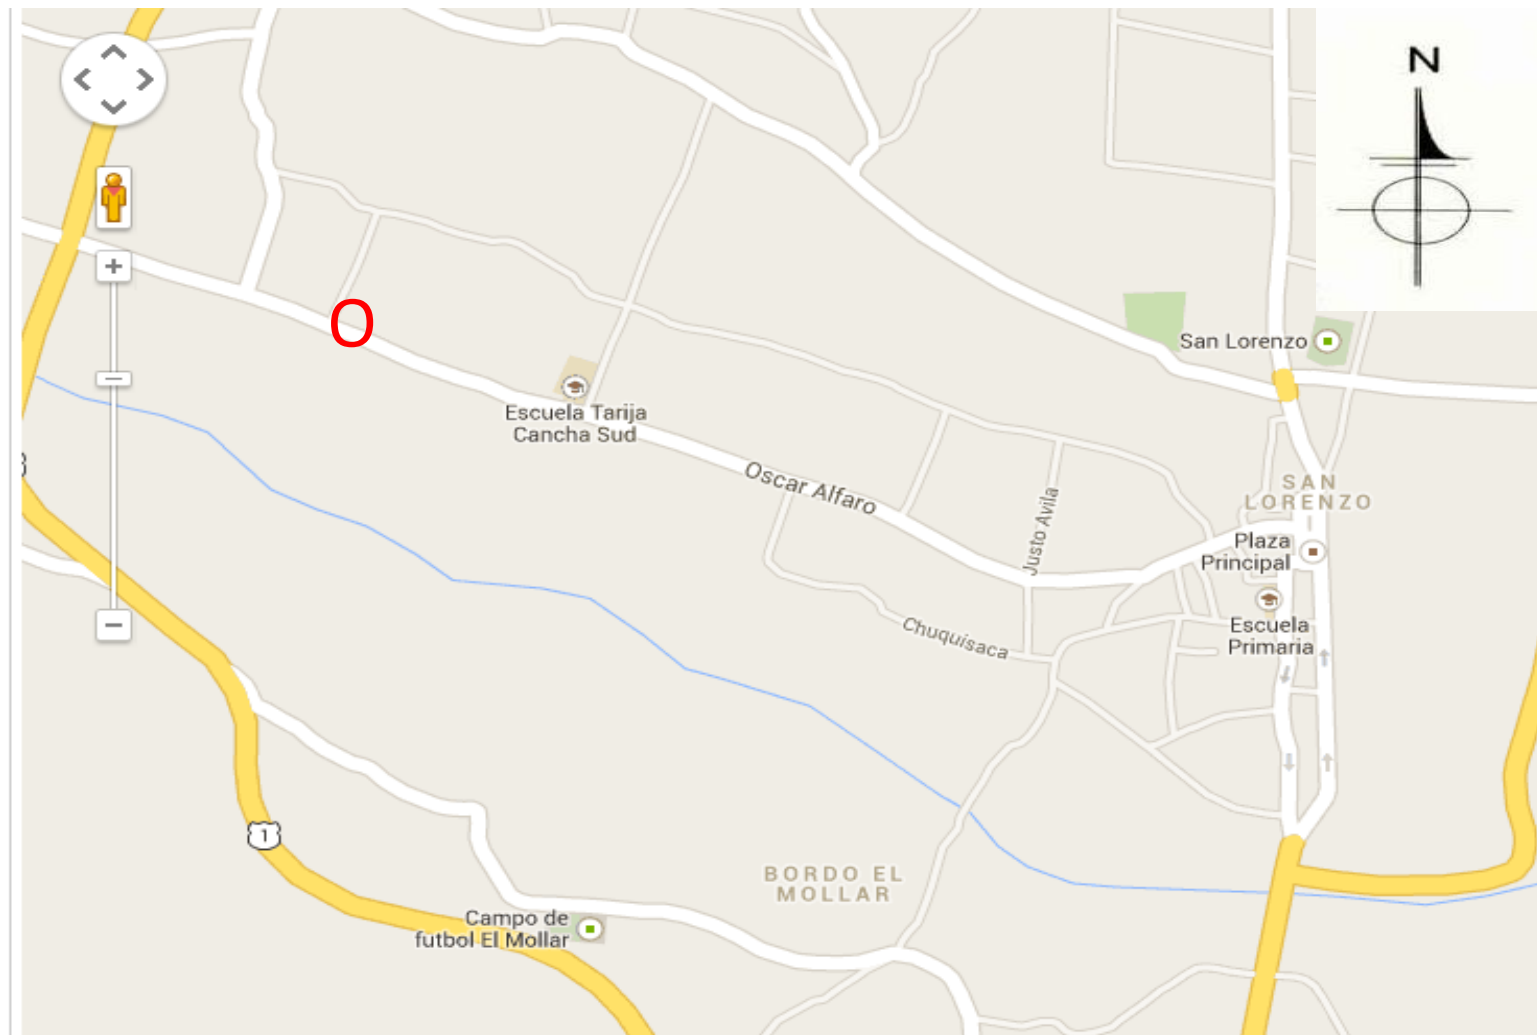 N
San Lorenzo
O
Escuela Tarija
Cancha Sud
Oscar Alfaro
SAN
LORENZO
Justo Avila
Plaza
Principal
Escuela
Primaria
Chuquisaca
1
BORDO EL
MOLLAR
Campo de
futbol El Mollar